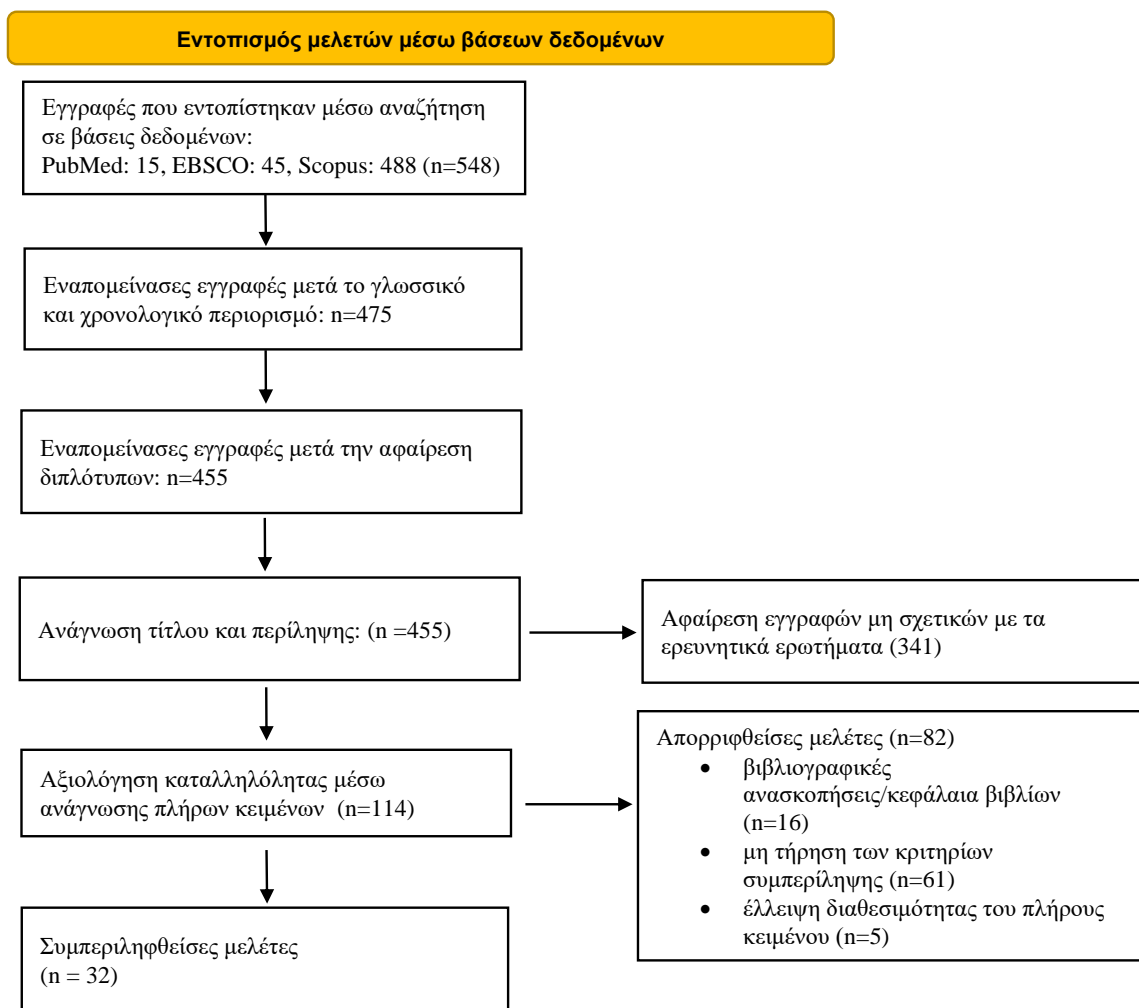 Εντοπισμός μελετών μέσω βάσεων δεδομένων
Εγγραφές που εντοπίστηκαν μέσω αναζήτηση
σε βάσεις δεδομένων:
PubMed: 15, EBSCO: 45, Scopus: 488 (n=548)
Εναπομείνασες εγγραφές μετά το γλωσσικό
και χρονολογικό περιορισμό: n=475
Εναπομείνασες εγγραφές μετά την αφαίρεση
διπλότυπων: n=455
Ανάγνωση τίτλου και περίληψης: (n =455)
Αφαίρεση εγγραφών μη σχετικών με τα
ερευνητικά ερωτήματα (341)
Αξιολόγηση καταλληλόλητας μέσω
ανάγνωσης πλήρων κειμένων (n=114)
Απορριφθείσες μελέτες (n=82)
• βιβλιογραφικές
ανασκοπήσεις/κεφάλαια βιβλίων
(n=16)
• μη τήρηση των κριτηρίων
συμπερίληψης (n=61)
• έλλειψη διαθεσιμότητας του πλήρους
κειμένου (n=5)
Συμπεριληφθείσες μελέτες
(n = 32)